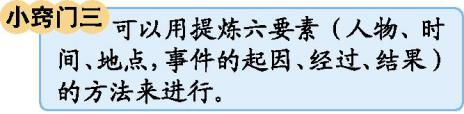 小窍门三
可以用提炼六要素（人物、时
间、地点,事件的起因、经过、结果）
的方法来进行。